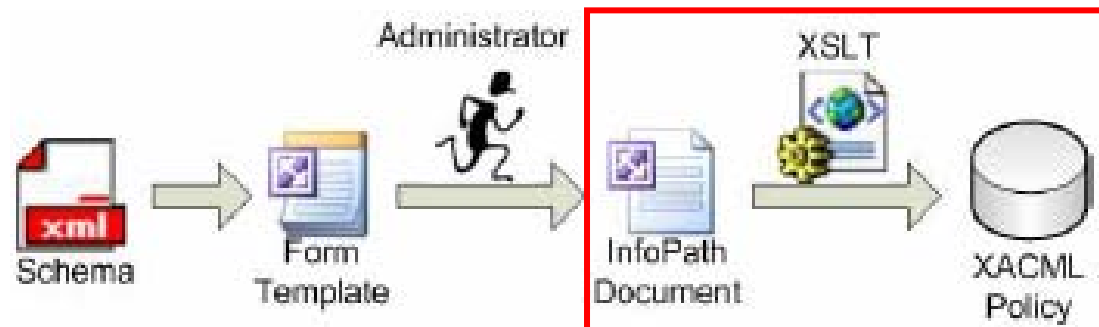 Administrator
XSLT
xml
Schema
Form
Template
InfoPath
Document
XACML
Policy